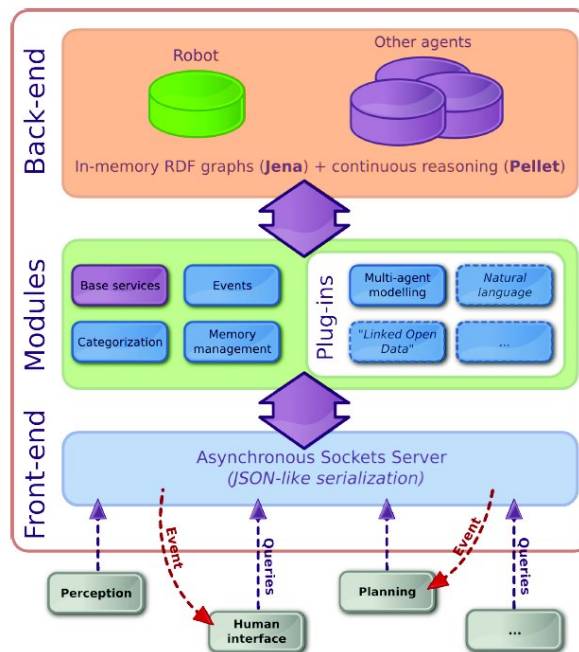 Back-end
Robot
Other agents
In-memory RDF graphs (Jena) + continuous reasoning (Pellet)
Modules
Base services
Events
Categorization
Memory
management
Plug-ins
Multi-agent
modelling
Natural
language
"Linked Open
Data"
...
Front-end
Asynchronous Sockets Server
(JSON-like serialization)
Event
Queries
Event
Queries
Perception
Human
interface
Planning
...